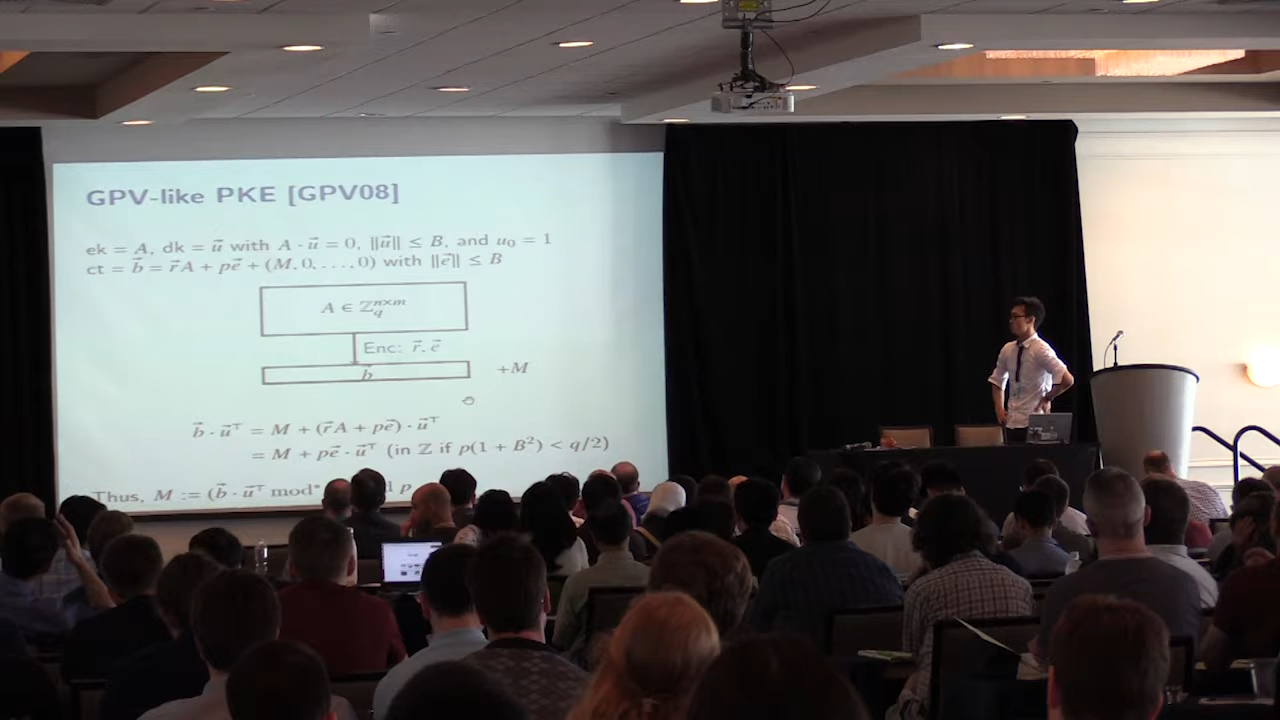 GPV-like PKE [GPV08]
ek = A, dk = u⃗ with A · u⃗ = 0, ‖u⃗‖ ≤ B, and u₀ = 1
ct = b⃗ = r⃗A + pe⃗ + (M, 0, . . . , 0) with ‖e⃗‖ ≤ B
A ∈ ℤ_q^{n×m}
Enc: r⃗, e⃗
b⃗
+M
b⃗ · u⃗^⊤ = M + (r⃗A + pe⃗) · u⃗^⊤
= M + pe⃗ · u⃗^⊤ (in ℤ if p(1 + B²) < q/2)
Thus, M := (b⃗ · u⃗^⊤ mod p